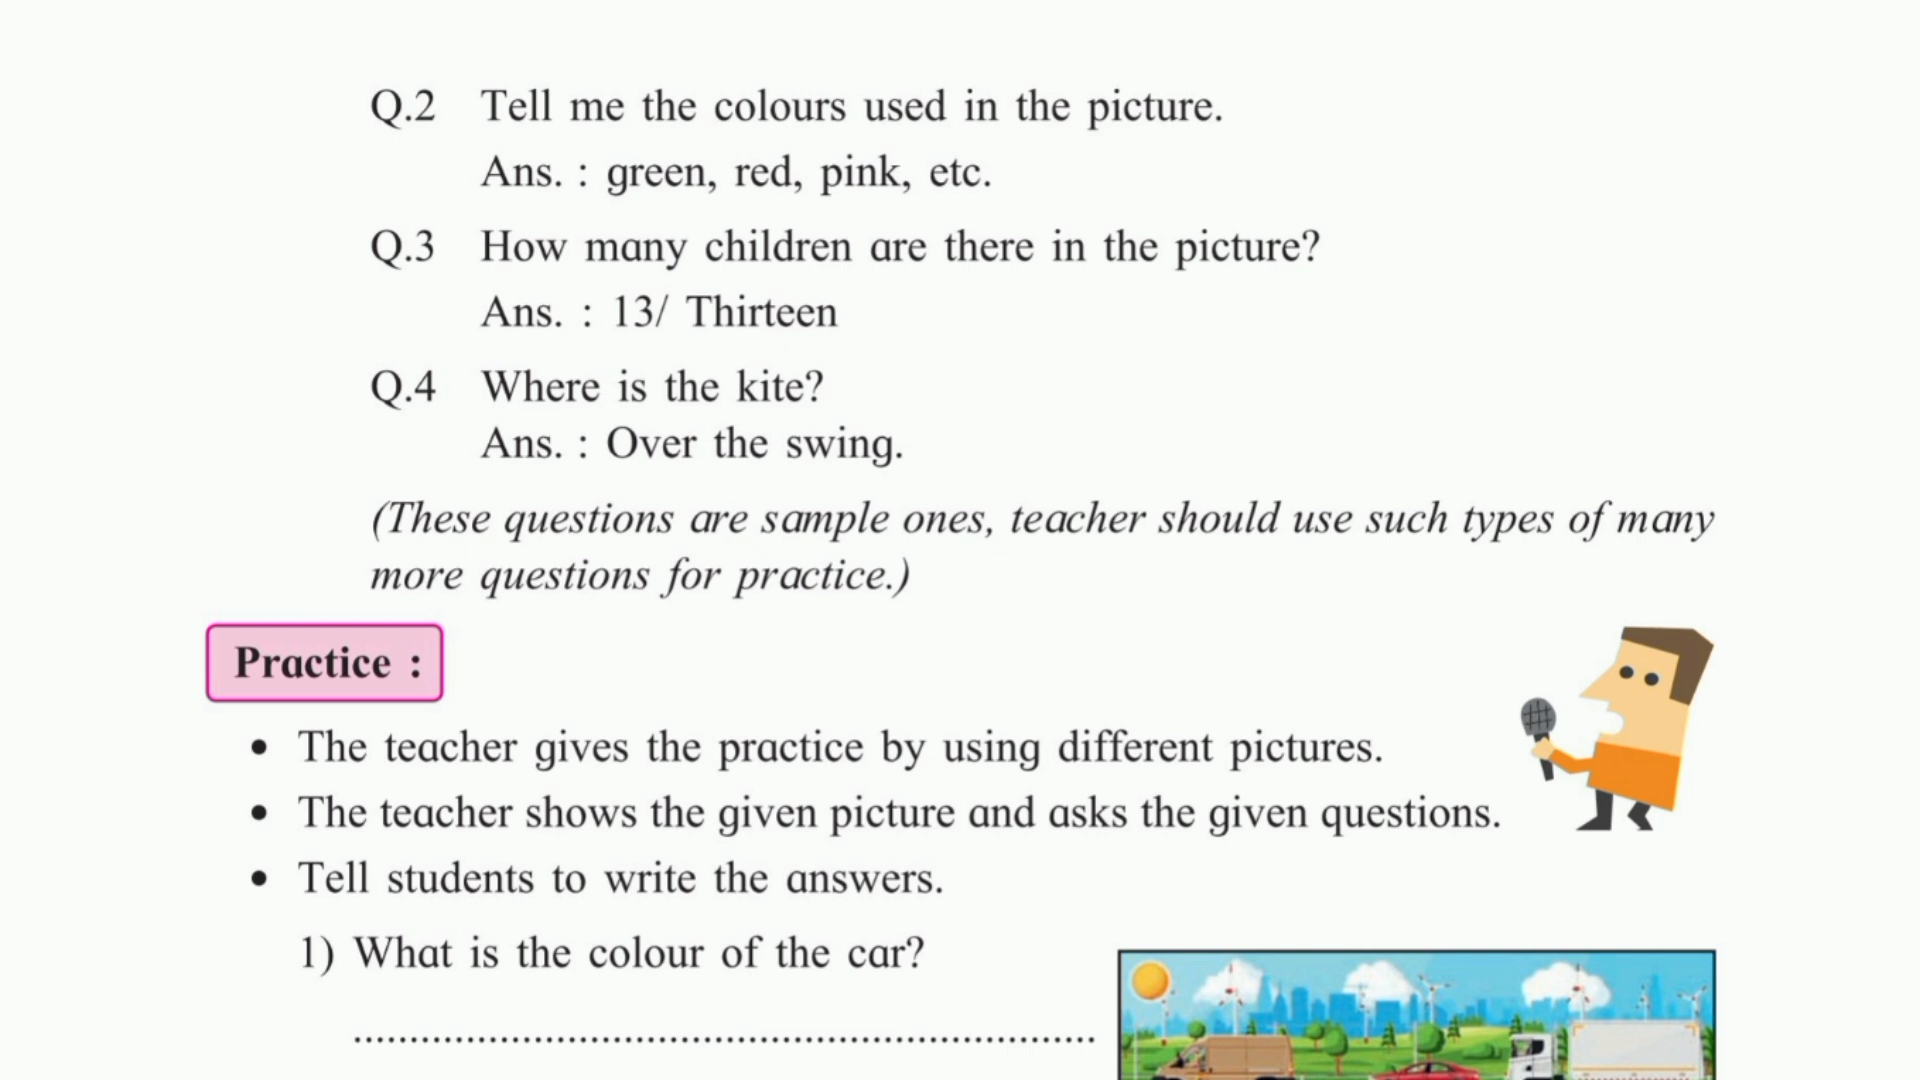 Q.2 Tell me the colours used in the picture.
Ans. : green, red, pink, etc.
Q.3 How many children are there in the picture?
Ans. : 13/ Thirteen
Q.4 Where is the kite?
Ans. : Over the swing.
(These questions are sample ones, teacher should use such types of many
more questions for practice.)
Practice :
• The teacher gives the practice by using different pictures.
• The teacher shows the given picture and asks the given questions.
• Tell students to write the answers.
1) What is the colour of the car?
................................................................................